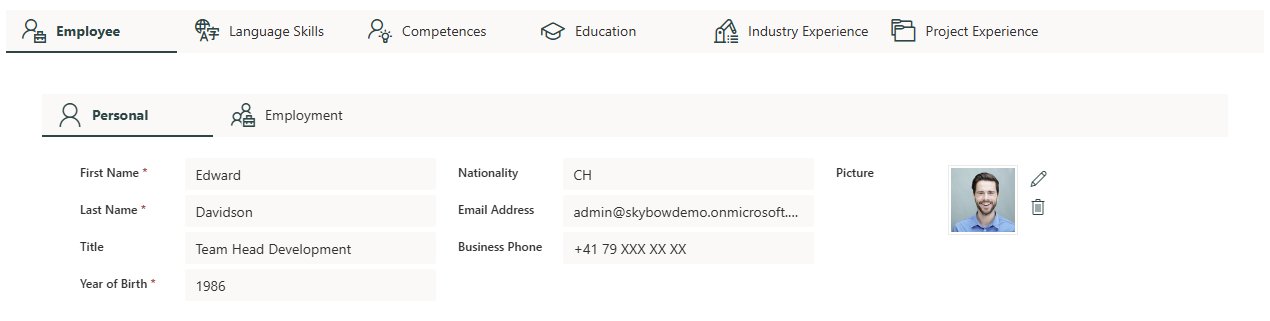 Employee
Language Skills
Competences
Education
Industry Experience
Project Experience
Personal
Employment
First Name * Edward
Nationality CH
Picture
Last Name * Davidson
Email Address admin@skybowdemo.onmicrosoft....
Title Team Head Development
Business Phone +41 79 XXX XX XX
Year of Birth * 1986